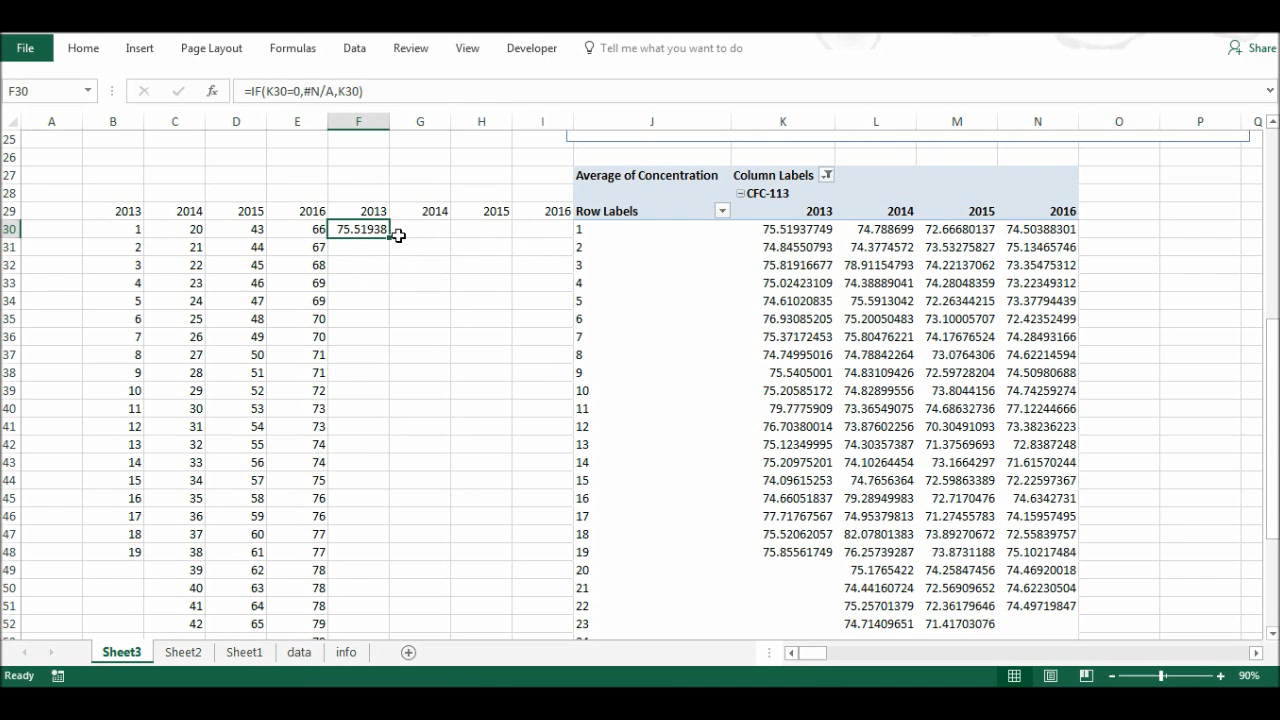 File Home Insert Page Layout Formulas Data Review View Developer Tell me what you want to do Share
F30 fx =IF(K30=0,#N/A,K30)
A B C D E F G H I J K L M N O P Q
25
26
27 Average of Concentration Column Labels
28 CFC-113
29 2013 2014 2015 2016 2013 2014 2015 2016 Row Labels 2013 2014 2015 2016
30 1 20 43 66 75.51938 1 75.51937749 74.788699 72.66680137 74.50388301
31 2 21 44 67 2 74.84550793 74.3774572 73.53275827 75.13465746
32 3 22 45 68 3 75.81916677 78.91154793 74.22137062 73.35475312
33 4 23 46 69 4 75.02423109 74.38889041 74.28048359 73.22349312
34 5 24 47 69 5 74.61020835 75.5913042 72.26344215 73.37794439
35 6 25 48 70 6 76.93085202 75.20050483 73.10005707 72.42352499
36 7 26 49 70 7 75.37172453 75.80476321 74.17676524 74.28493166
37 8 27 50 71 8 74.74995016 74.78842264 73.0764306 74.62214594
38 9 28 51 71 9 75.5405001 74.83109426 72.59728204 74.50980688
39 10 29 52 72 10 75.20585172 74.82899556 73.8044156 74.74259274
40 11 30 53 73 11 79.7775909 73.36549075 74.68632736 77.12244666
41 12 31 54 73 12 76.70380014 73.87602256 70.30491093 73.38236223
42 13 32 55 74 13 75.12349995 74.30357387 71.37569693 72.8387248
43 14 33 56 74 14 75.20975201 74.10264454 73.1664297 71.61570244
44 15 34 57 75 15 74.09615253 74.7656364 72.59863389 72.22597367
45 16 35 58 76 16 74.66051837 79.28949983 72.7170476 74.6342731
46 17 36 59 76 17 77.71767567 74.95379813 71.27455783 74.15957495
47 18 37 60 77 18 75.52062057 82.07801383 73.89270672 72.55839757
48 19 38 61 77 19 75.85561749 76.25739287 73.8731188 75.10217484
49 39 62 78 20 75.1765422 74.25847456 74.46920018
50 40 63 78 21 74.44160724 72.56909652 74.62230504
51 41 64 78 22 75.25701379 72.36179646 74.49719847
52 42 65 79 23 74.71409651 71.41703076
Sheet3 Sheet2 Sheet1 data info
Ready 90%